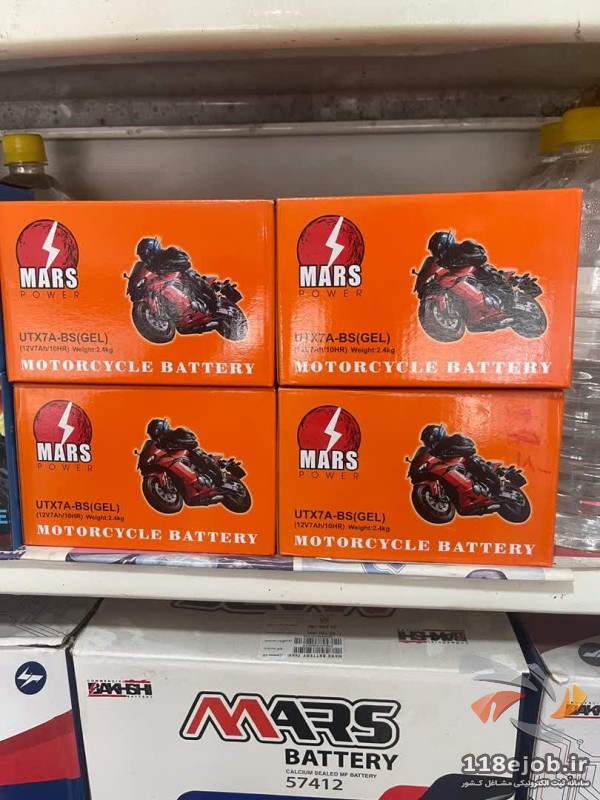 MARS
POWER
UTX7A-BS(GEL)
(12V7Ah/10HR) Weight:2.4kg
MOTORCYCLE BATTERY
MARS
POWER
UTX7A-BS(GEL)
(12V7Ah/10HR) Weight:2.4kg
MOTORCYCLE BATTERY
MARS
POWER
UTX7A-BS(GEL)
(12V7Ah/10HR) Weight:2.4kg
MOTORCYCLE BATTERY
MARS
POWER
UTX7A-BS(GEL)
(12V7Ah/10HR) Weight:2.4kg
MOTORCYCLE BATTERY
BAKHSHI
BAKHSHI
MARS
BATTERY
CALCIUM SEALED MF BATTERY
57412
118ejob.ir
سامانه ثبت الکترونیکی مشاغل کشور